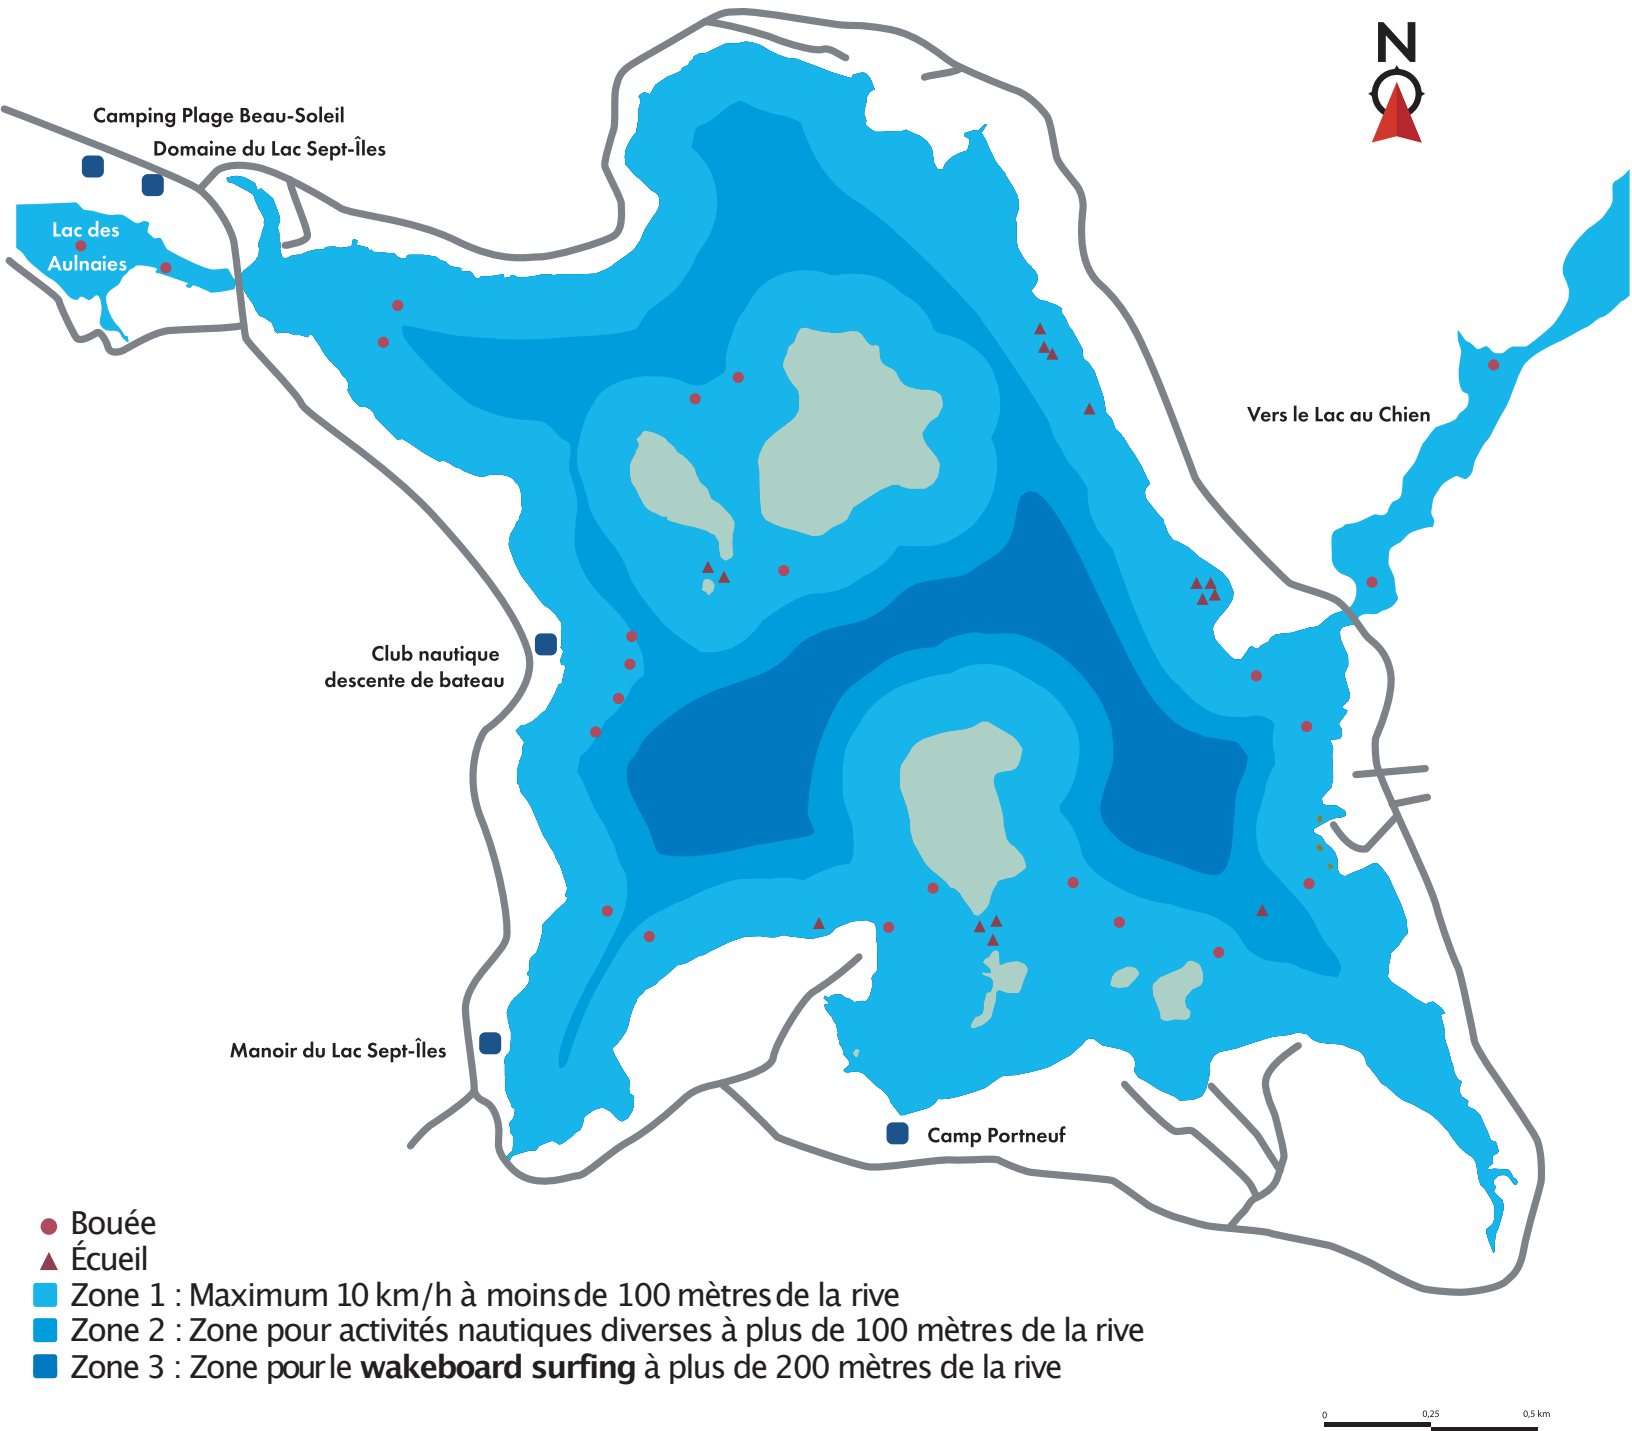 N
Camping Plage Beau-Soleil
Domaine du Lac Sept-Îles
Lac des
Aulnaies
Vers le Lac au Chien
Club nautique
descente de bateau
Manoir du Lac Sept-Îles
Camp Portneuf
Bouée
Écueil
Zone 1 : Maximum 10 km/h à moins de 100 mètres de la rive
Zone 2 : Zone pour activités nautiques diverses à plus de 100 mètres de la rive
Zone 3 : Zone pour le wakeboard surfing à plus de 200 mètres de la rive
0 0,25 0,5 km